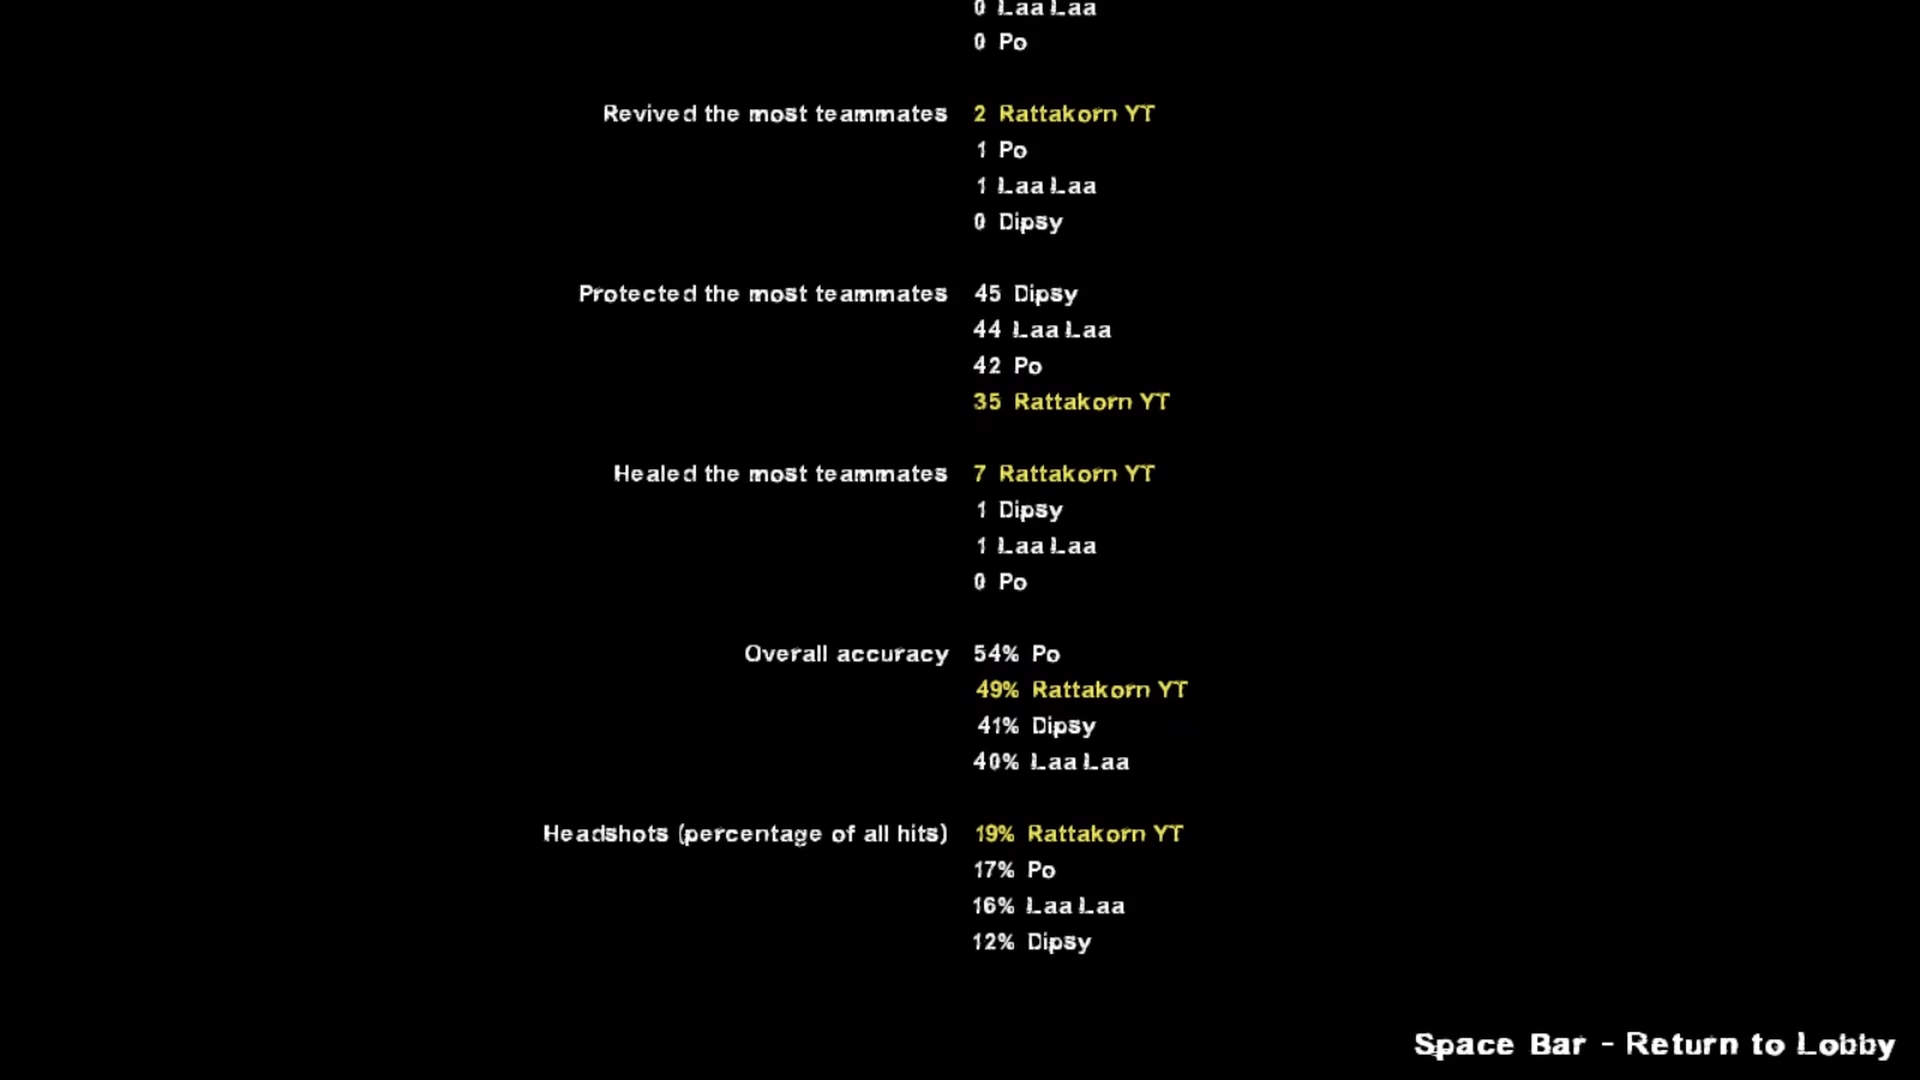 0 Laa Laa
0 Po
Revived the most teammates 2 Rattakorn YT
1 Po
1 Laa Laa
0 Dipsy
Protected the most teammates 45 Dipsy
44 Laa Laa
42 Po
35 Rattakorn YT
Healed the most teammates 7 Rattakorn YT
1 Dipsy
1 Laa Laa
0 Po
Overall accuracy 54% Po
49% Rattakorn YT
41% Dipsy
40% Laa Laa
Headshots (percentage of all hits) 19% Rattakorn YT
17% Po
16% Laa Laa
12% Dipsy
Space Bar - Return to Lobby